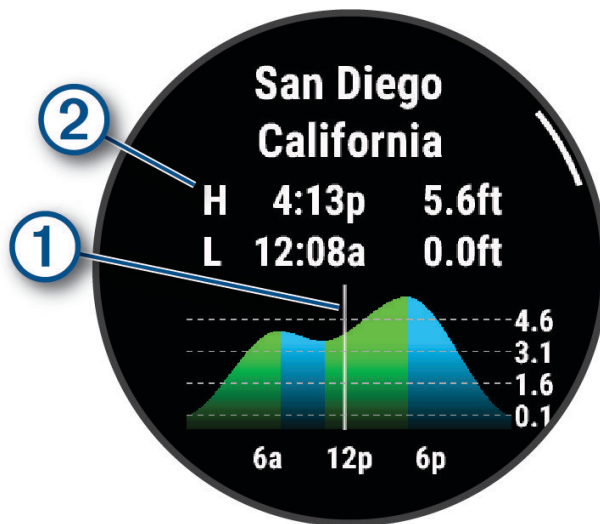 San Diego
California
2
H 4:13p 5.6ft
1
L 12:08a 0.0ft
4.6
3.1
1.6
0.1
6a 12p 6p